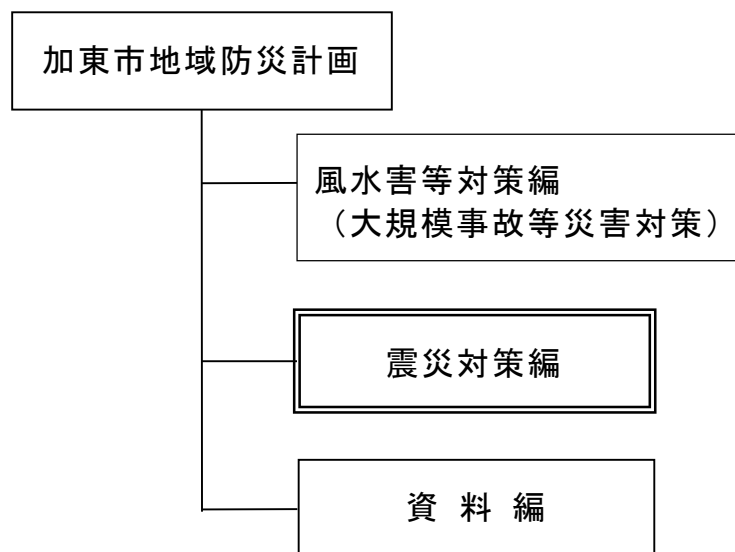 加東市地域防災計画
風水害等対策編
（大規模事故等災害対策）
震災対策編
資 料 編